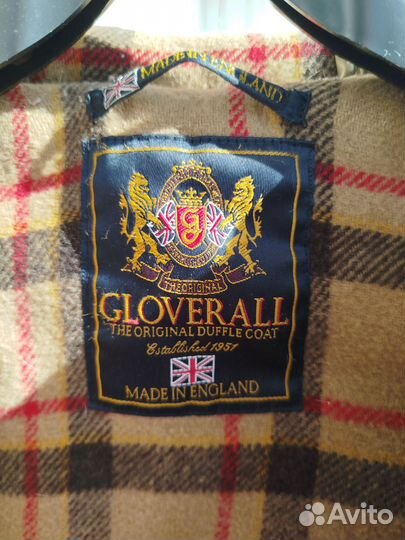 MADE IN ENGLAND
g
THE ORIGINAL
GLOVERALL
THE ORIGINAL DUFFLE COAT
Established 1951
MADE IN ENGLAND
Avito